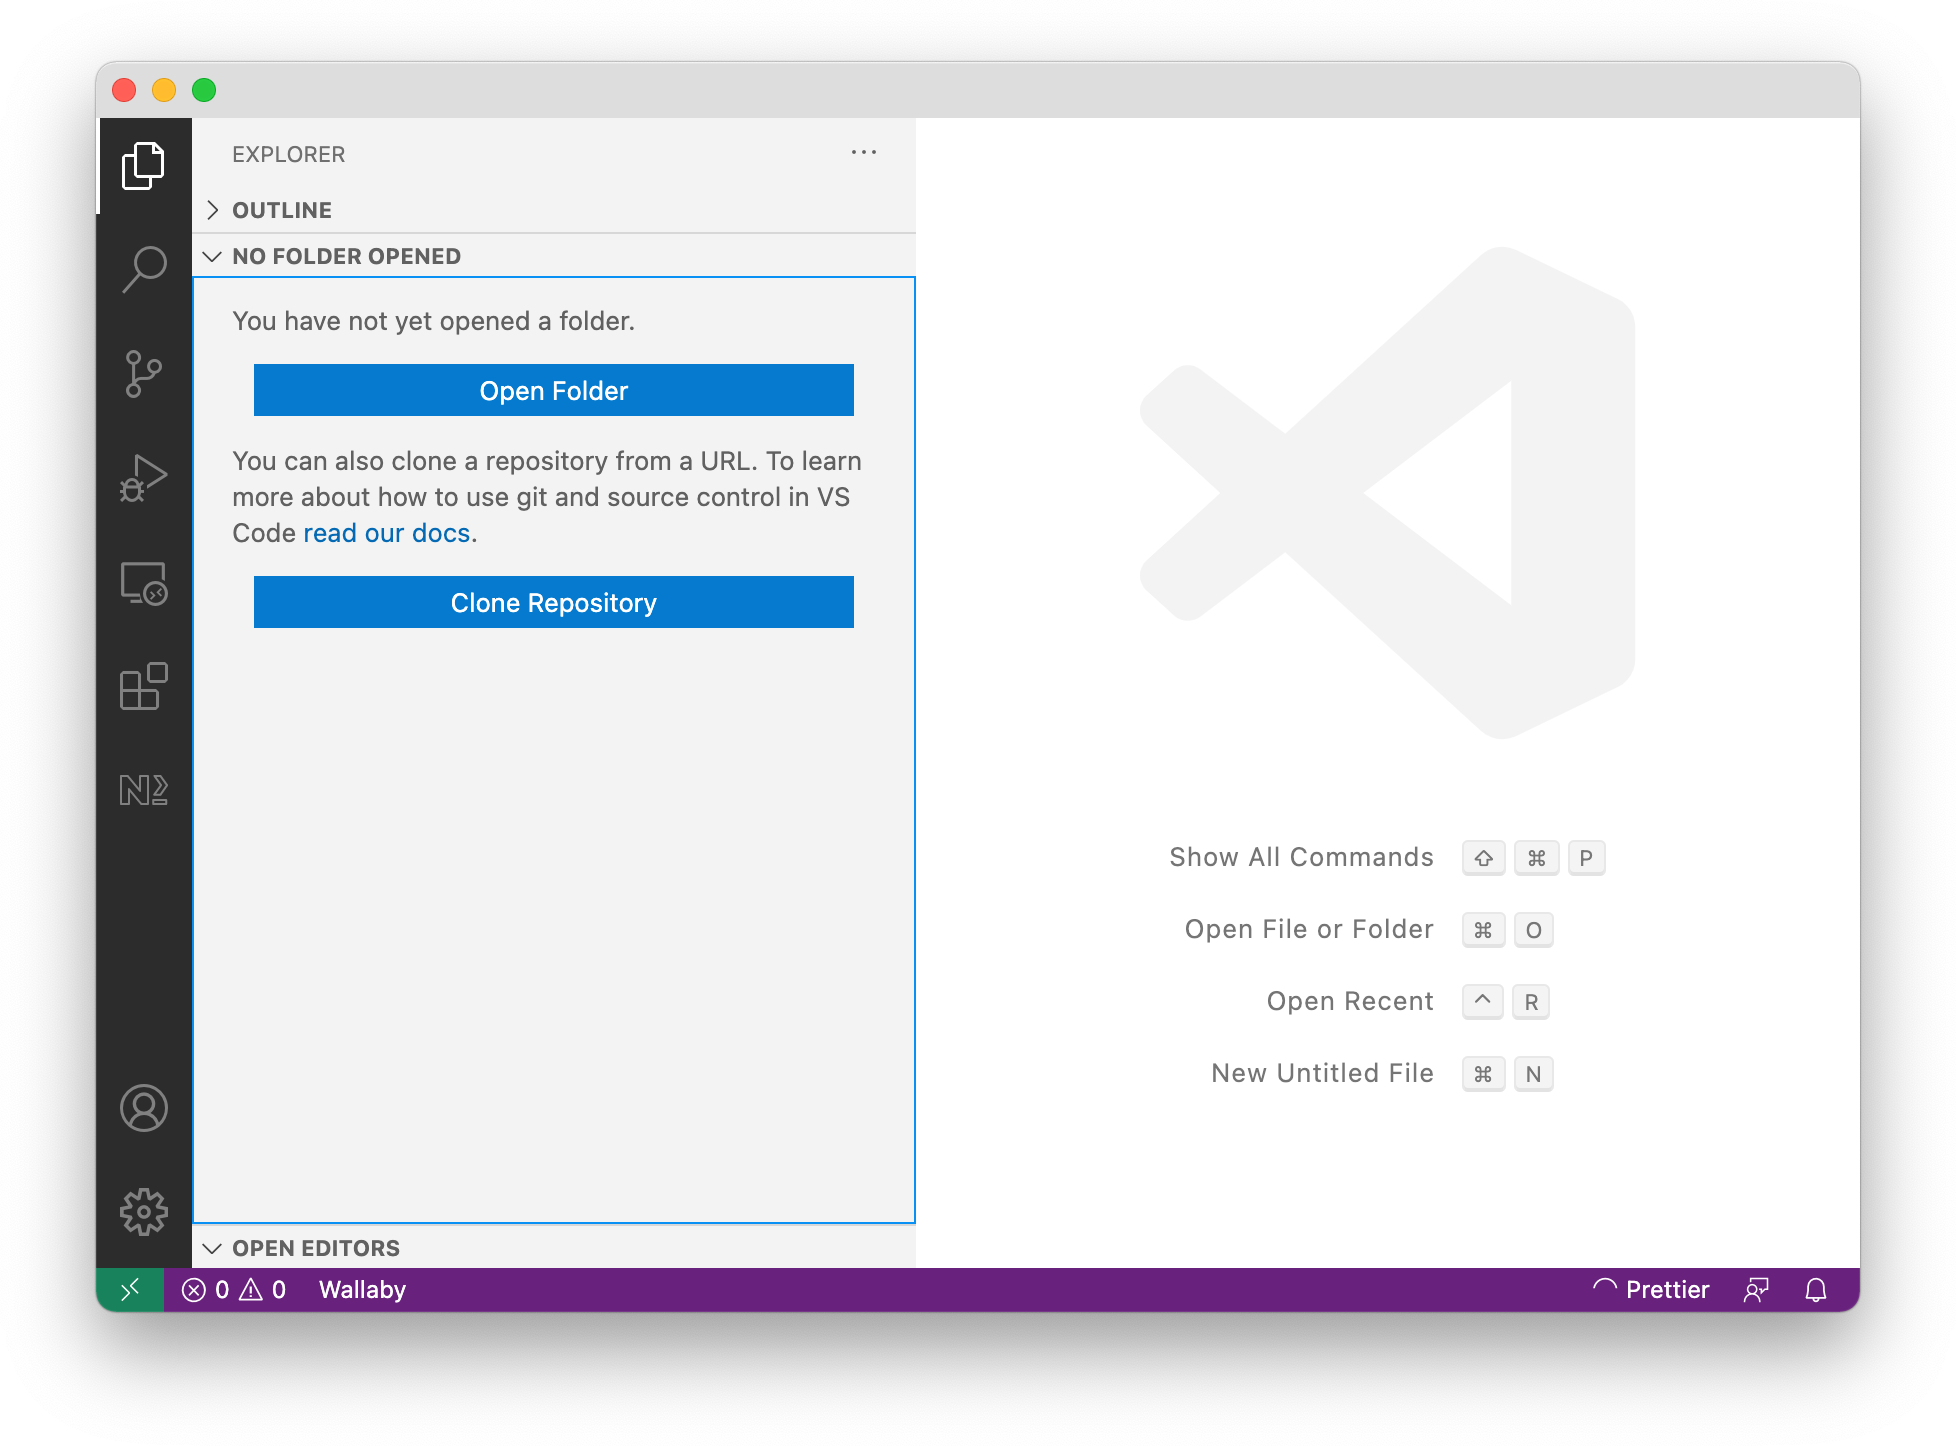 EXPLORER
OUTLINE
NO FOLDER OPENED
You have not yet opened a folder.
Open Folder
You can also clone a repository from a URL. To learn
more about how to use git and source control in VS
Code read our docs.
Clone Repository
OPEN EDITORS
Show All Commands ⇧ ⌘ P
Open File or Folder ⌘ O
Open Recent ^ R
New Untitled File ⌘ N
0 0 Wallaby
Prettier